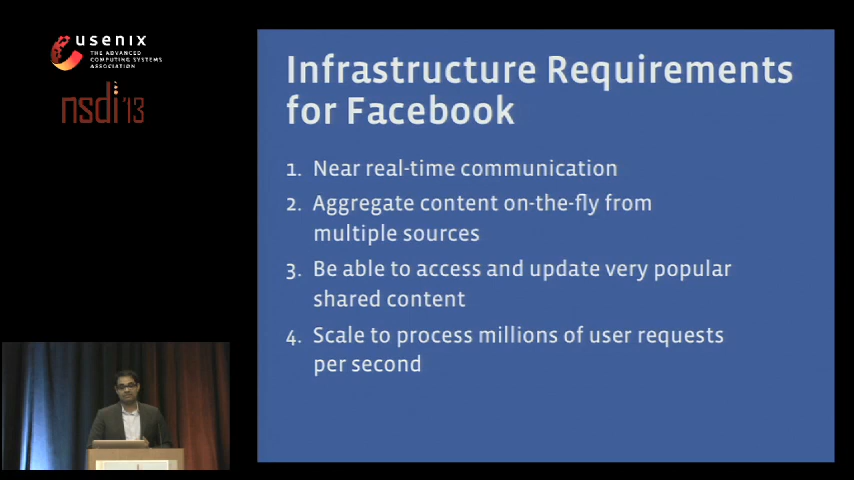 usenix
THE ADVANCED
COMPUTING SYSTEMS
ASSOCIATION
nsdi '13
Infrastructure Requirements
for Facebook
1. Near real-time communication
2. Aggregate content on-the-fly from
multiple sources
3. Be able to access and update very popular
shared content
4. Scale to process millions of user requests
per second